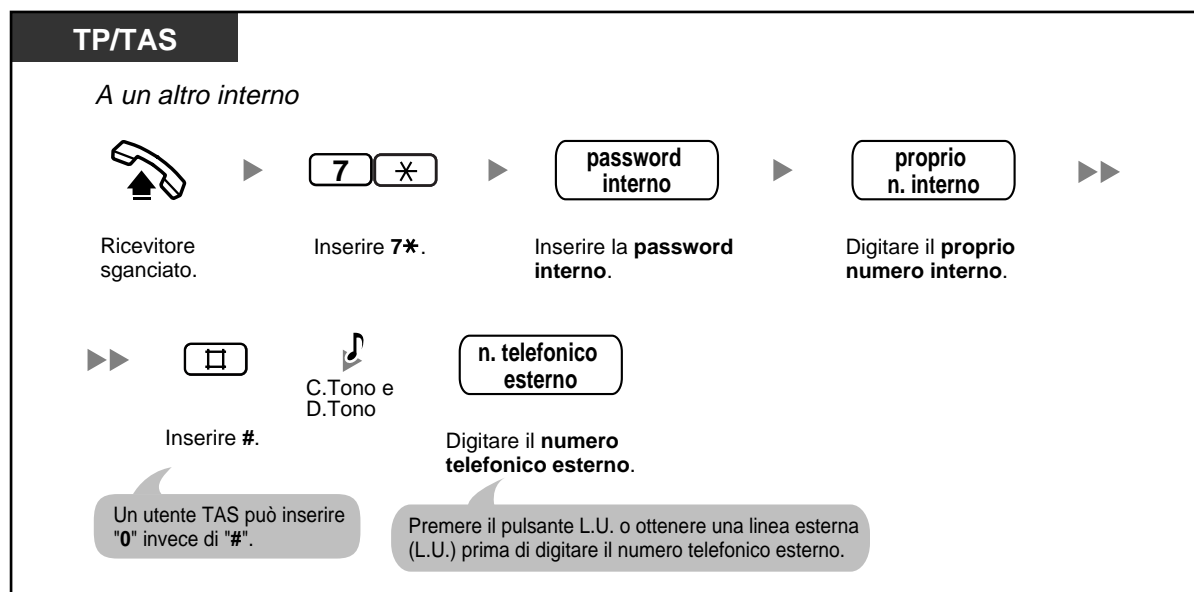 TP/TAS
A un altro interno
7 ✳
password
interno
proprio
n. interno
Ricevitore
sganciato.
Inserire 7✳.
Inserire la password
interno.
Digitare il proprio
numero interno.
#
C.Tono e
D.Tono
n. telefonico
esterno
Inserire #.
Digitare il numero
telefonico esterno.
Un utente TAS può inserire
"0" invece di "#".
Premere il pulsante L.U. o ottenere una linea esterna
(L.U.) prima di digitare il numero telefonico esterno.